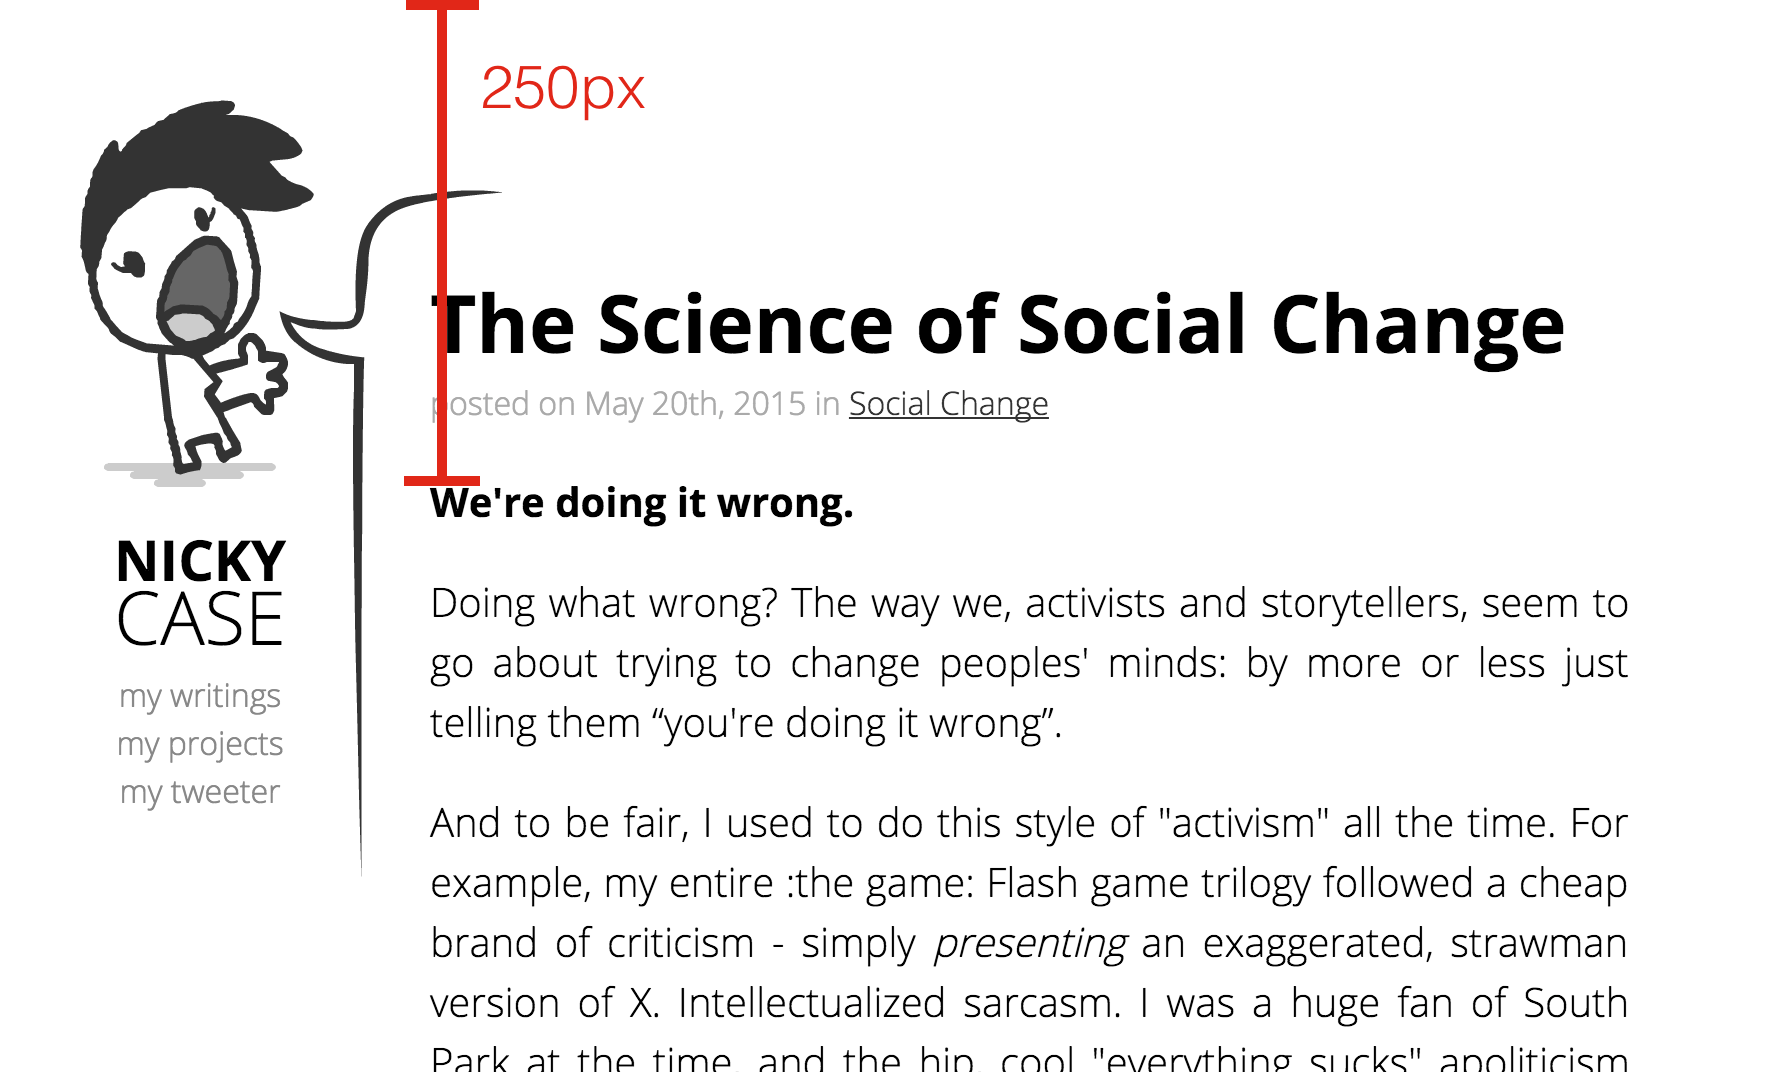 250px
The Science of Social Change
posted on May 20th, 2015 in Social Change
We're doing it wrong.
NICKY
CASE
my writings
my projects
my tweeter
Doing what wrong? The way we, activists and storytellers, seem to
go about trying to change peoples' minds: by more or less just
telling them “you're doing it wrong”.
And to be fair, I used to do this style of "activism" all the time. For
example, my entire :the game: Flash game trilogy followed a cheap
brand of criticism - simply presenting an exaggerated, strawman
version of X. Intellectualized sarcasm. I was a huge fan of South
Park at the time, and the hip, cool "everything sucks" apoliticism